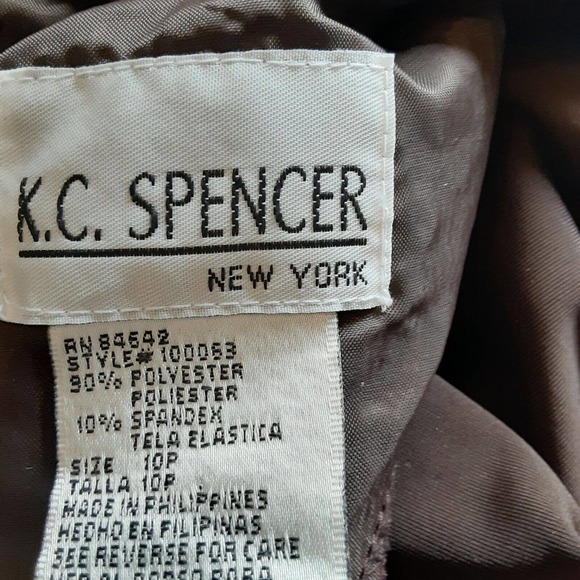 K.C. SPENCER
NEW YORK
RN 84642
STYLE# 100063
90% POLYESTER
POLIESTER
10% SPANDEX
TELA ELASTICA
SIZE 10P
TALLA 10P
MADE IN PHILIPPINES
HECHO EN FILIPINAS
SEE REVERSE FOR CARE